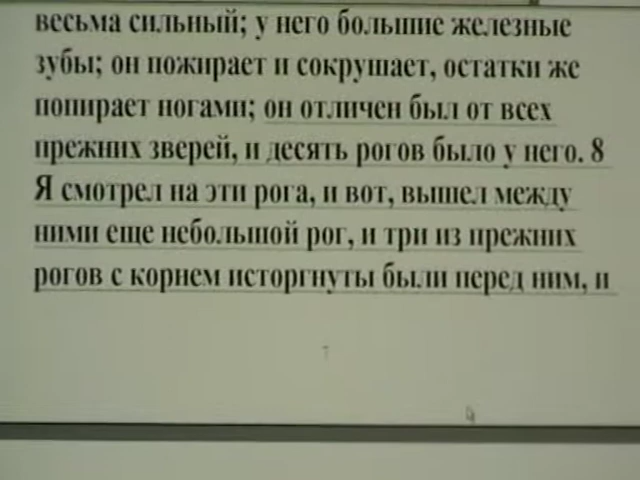 весьма сильный; у него большие железные
зубы; он пожирает и сокрушает, остатки же
попирает ногами; он отличен был от всех
прежних зверей, и десять рогов было у него. 8
Я смотрел на эти рога, и вот, вышел между
ними еще небольшой рог, и три из прежних
рогов с корнем исторгнуты были перед ним, и